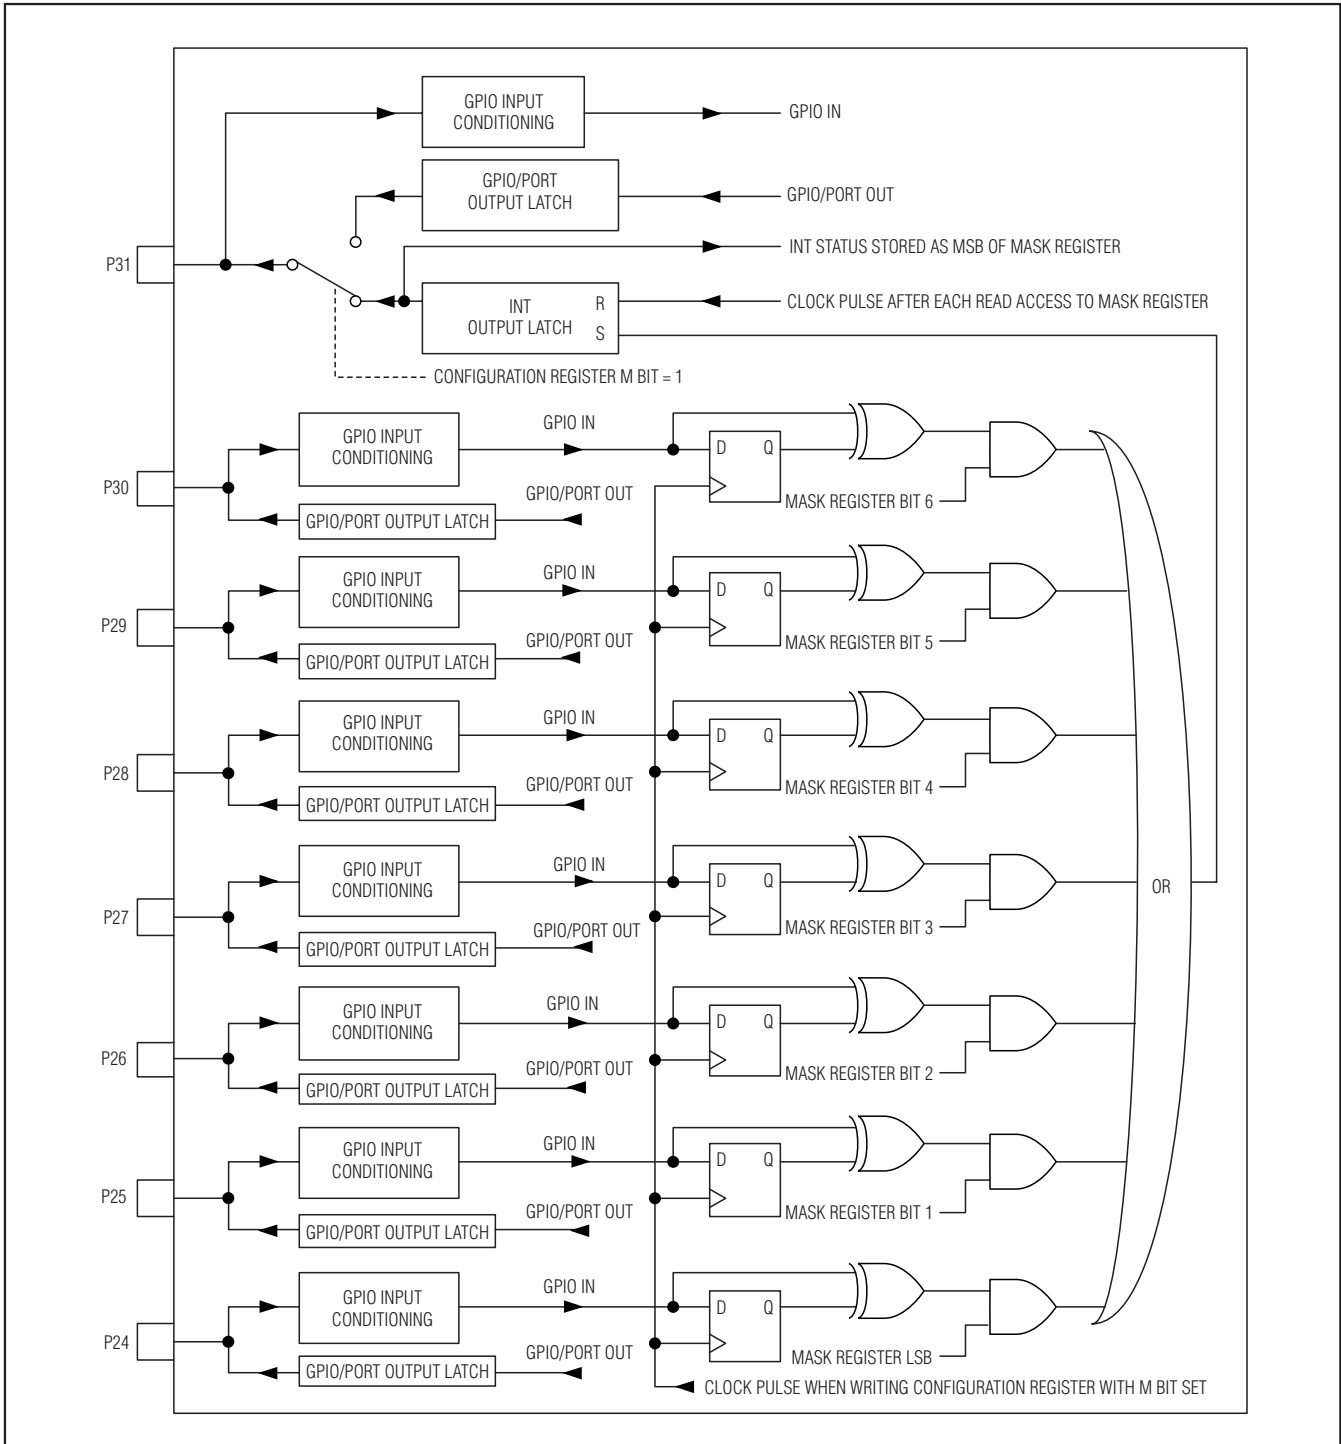 GPIO INPUT
CONDITIONING
GPIO IN
GPIO/PORT
OUTPUT LATCH
GPIO/PORT OUT
INT STATUS STORED AS MSB OF MASK REGISTER
P31
INT
OUTPUT LATCH
R
S
CLOCK PULSE AFTER EACH READ ACCESS TO MASK REGISTER
CONFIGURATION REGISTER M BIT = 1
P30
GPIO INPUT
CONDITIONING
GPIO IN
D
Q
GPIO/PORT OUT
GPIO/PORT OUTPUT LATCH
MASK REGISTER BIT 6
P29
GPIO INPUT
CONDITIONING
GPIO IN
D
Q
GPIO/PORT OUT
GPIO/PORT OUTPUT LATCH
MASK REGISTER BIT 5
P28
GPIO INPUT
CONDITIONING
GPIO IN
D
Q
GPIO/PORT OUT
GPIO/PORT OUTPUT LATCH
MASK REGISTER BIT 4
P27
GPIO INPUT
CONDITIONING
GPIO IN
D
Q
GPIO/PORT OUT
GPIO/PORT OUTPUT LATCH
MASK REGISTER BIT 3
OR
P26
GPIO INPUT
CONDITIONING
GPIO IN
D
Q
GPIO/PORT OUT
GPIO/PORT OUTPUT LATCH
MASK REGISTER BIT 2
P25
GPIO INPUT
CONDITIONING
GPIO IN
D
Q
GPIO/PORT OUT
GPIO/PORT OUTPUT LATCH
MASK REGISTER BIT 1
P24
GPIO INPUT
CONDITIONING
GPIO IN
D
Q
GPIO/PORT OUT
GPIO/PORT OUTPUT LATCH
MASK REGISTER LSB
CLOCK PULSE WHEN WRITING CONFIGURATION REGISTER WITH M BIT SET